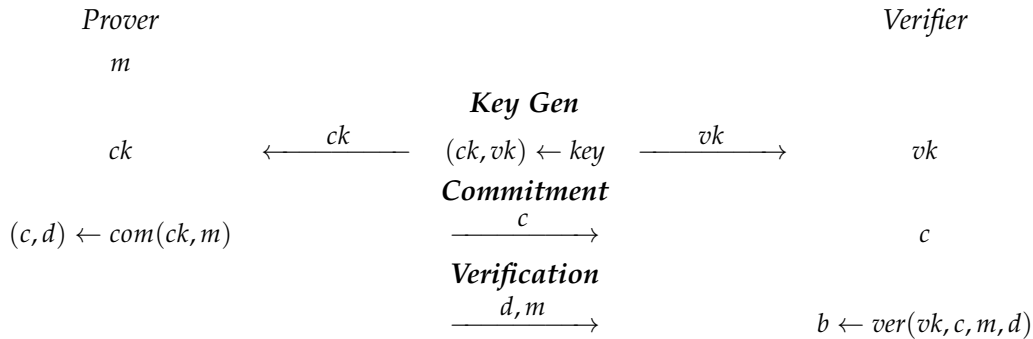 Prover Verifier
m
Key Gen
ck ck (ck, vk) ← key vk vk
Commitment
(c, d) ← com(ck, m) c c
Verification
d, m b ← ver(vk, c, m, d)